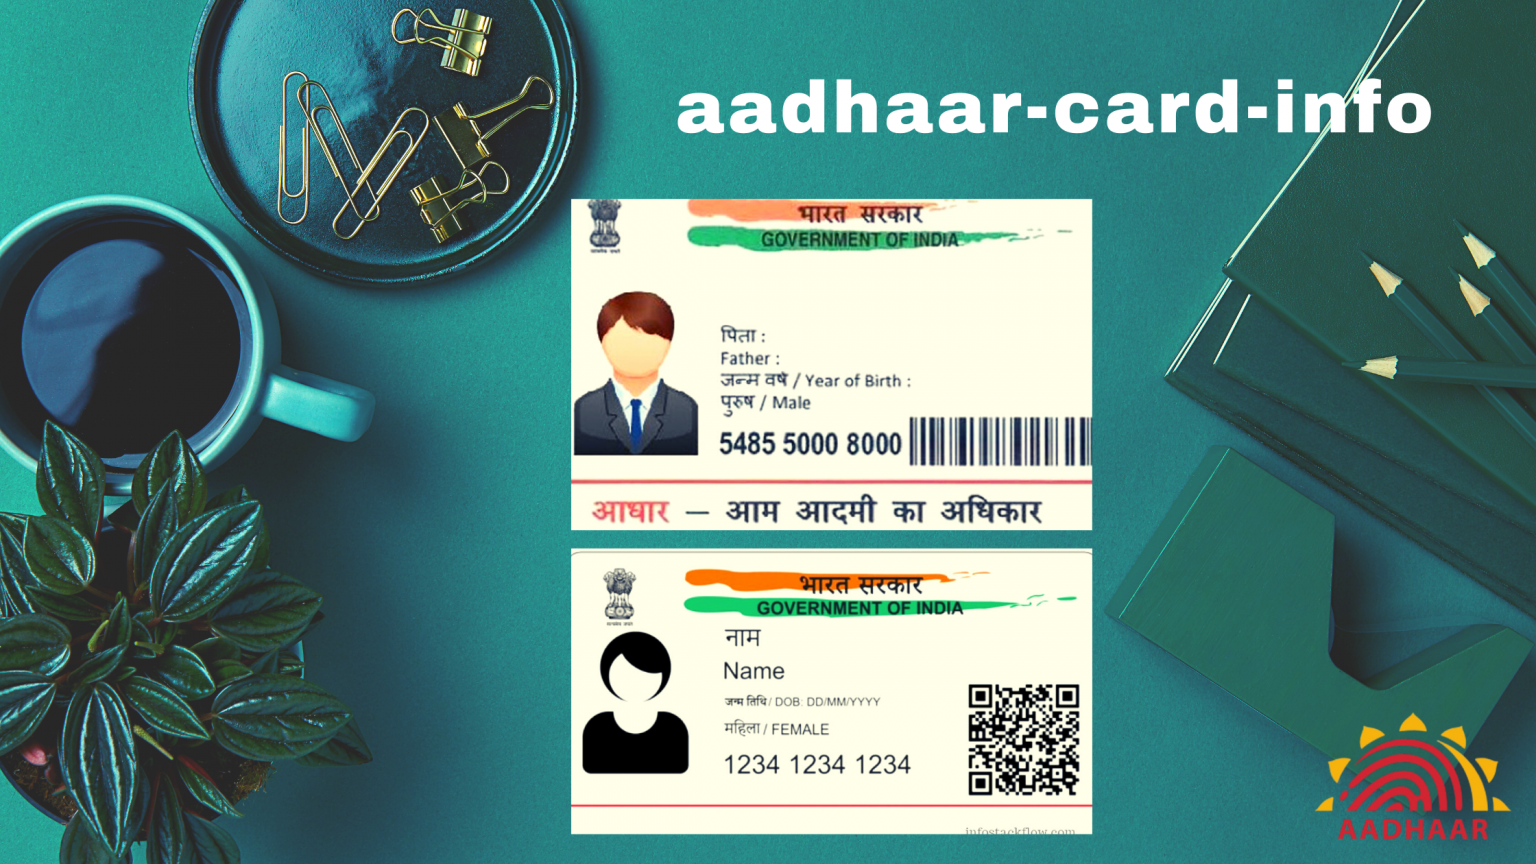 aadhaar-card-info
भारत सरकार
GOVERNMENT OF INDIA
पिता :
Father :
जन्म वर्ष / Year of Birth :
पुरुष / Male
5485 5000 8000
आधार — आम आदमी का अधिकार
भारत सरकार
GOVERNMENT OF INDIA
नाम
Name
जन्म तिथि / DOB: DD/MM/YYYY
महिला / FEMALE
1234 1234 1234
infostackflow.com
AADHAAR